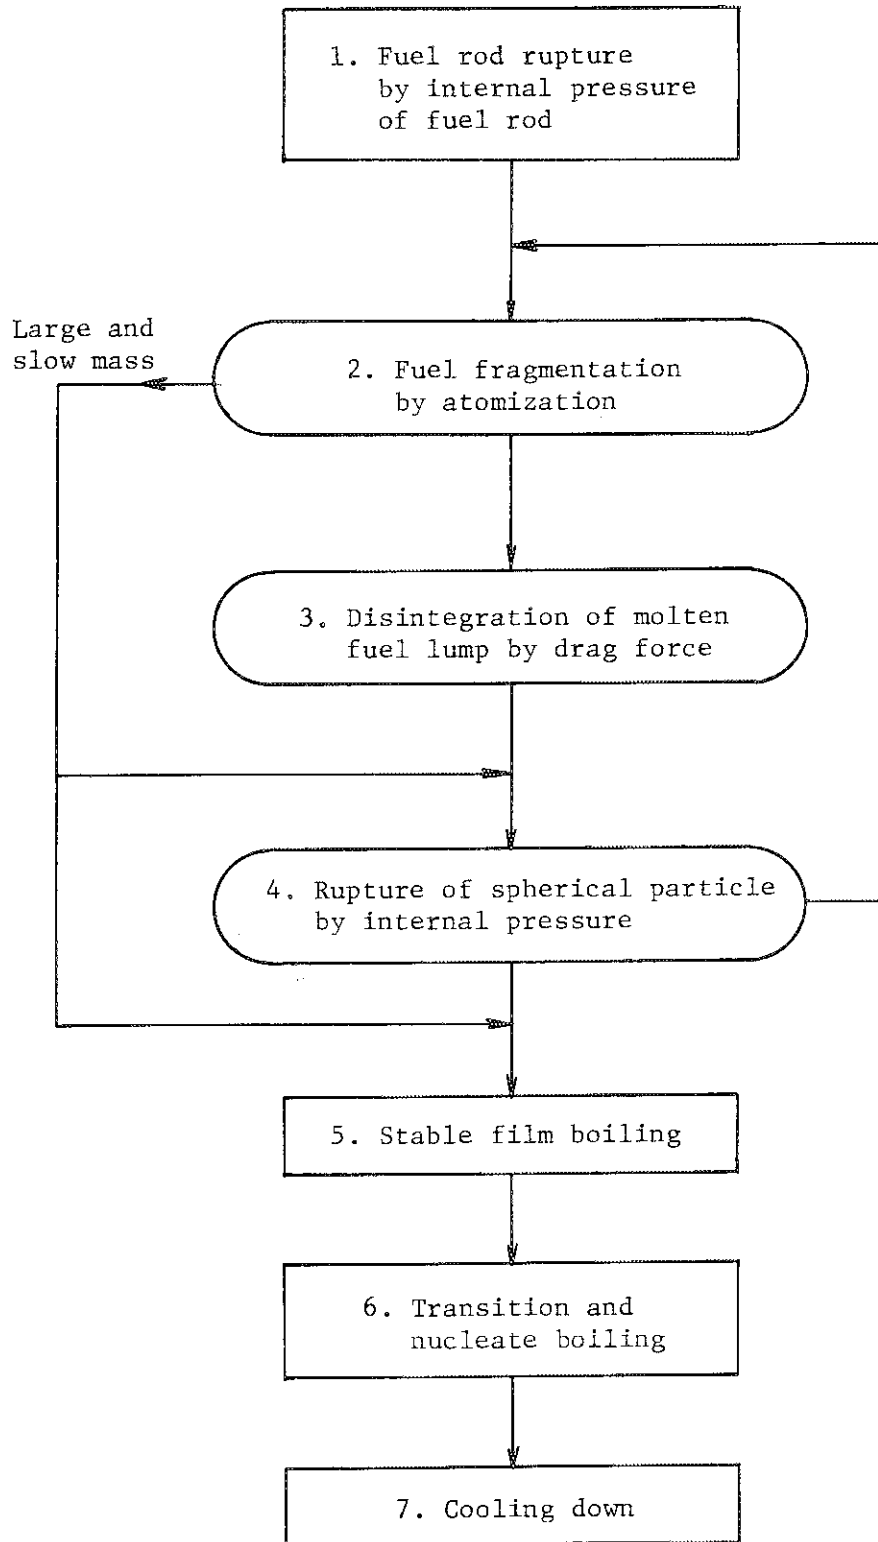 1. Fuel rod rupture
by internal pressure
of fuel rod
Large and
slow mass
2. Fuel fragmentation
by atomization
3. Disintegration of molten
fuel lump by drag force
4. Rupture of spherical particle
by internal pressure
5. Stable film boiling
6. Transition and
nucleate boiling
7. Cooling down